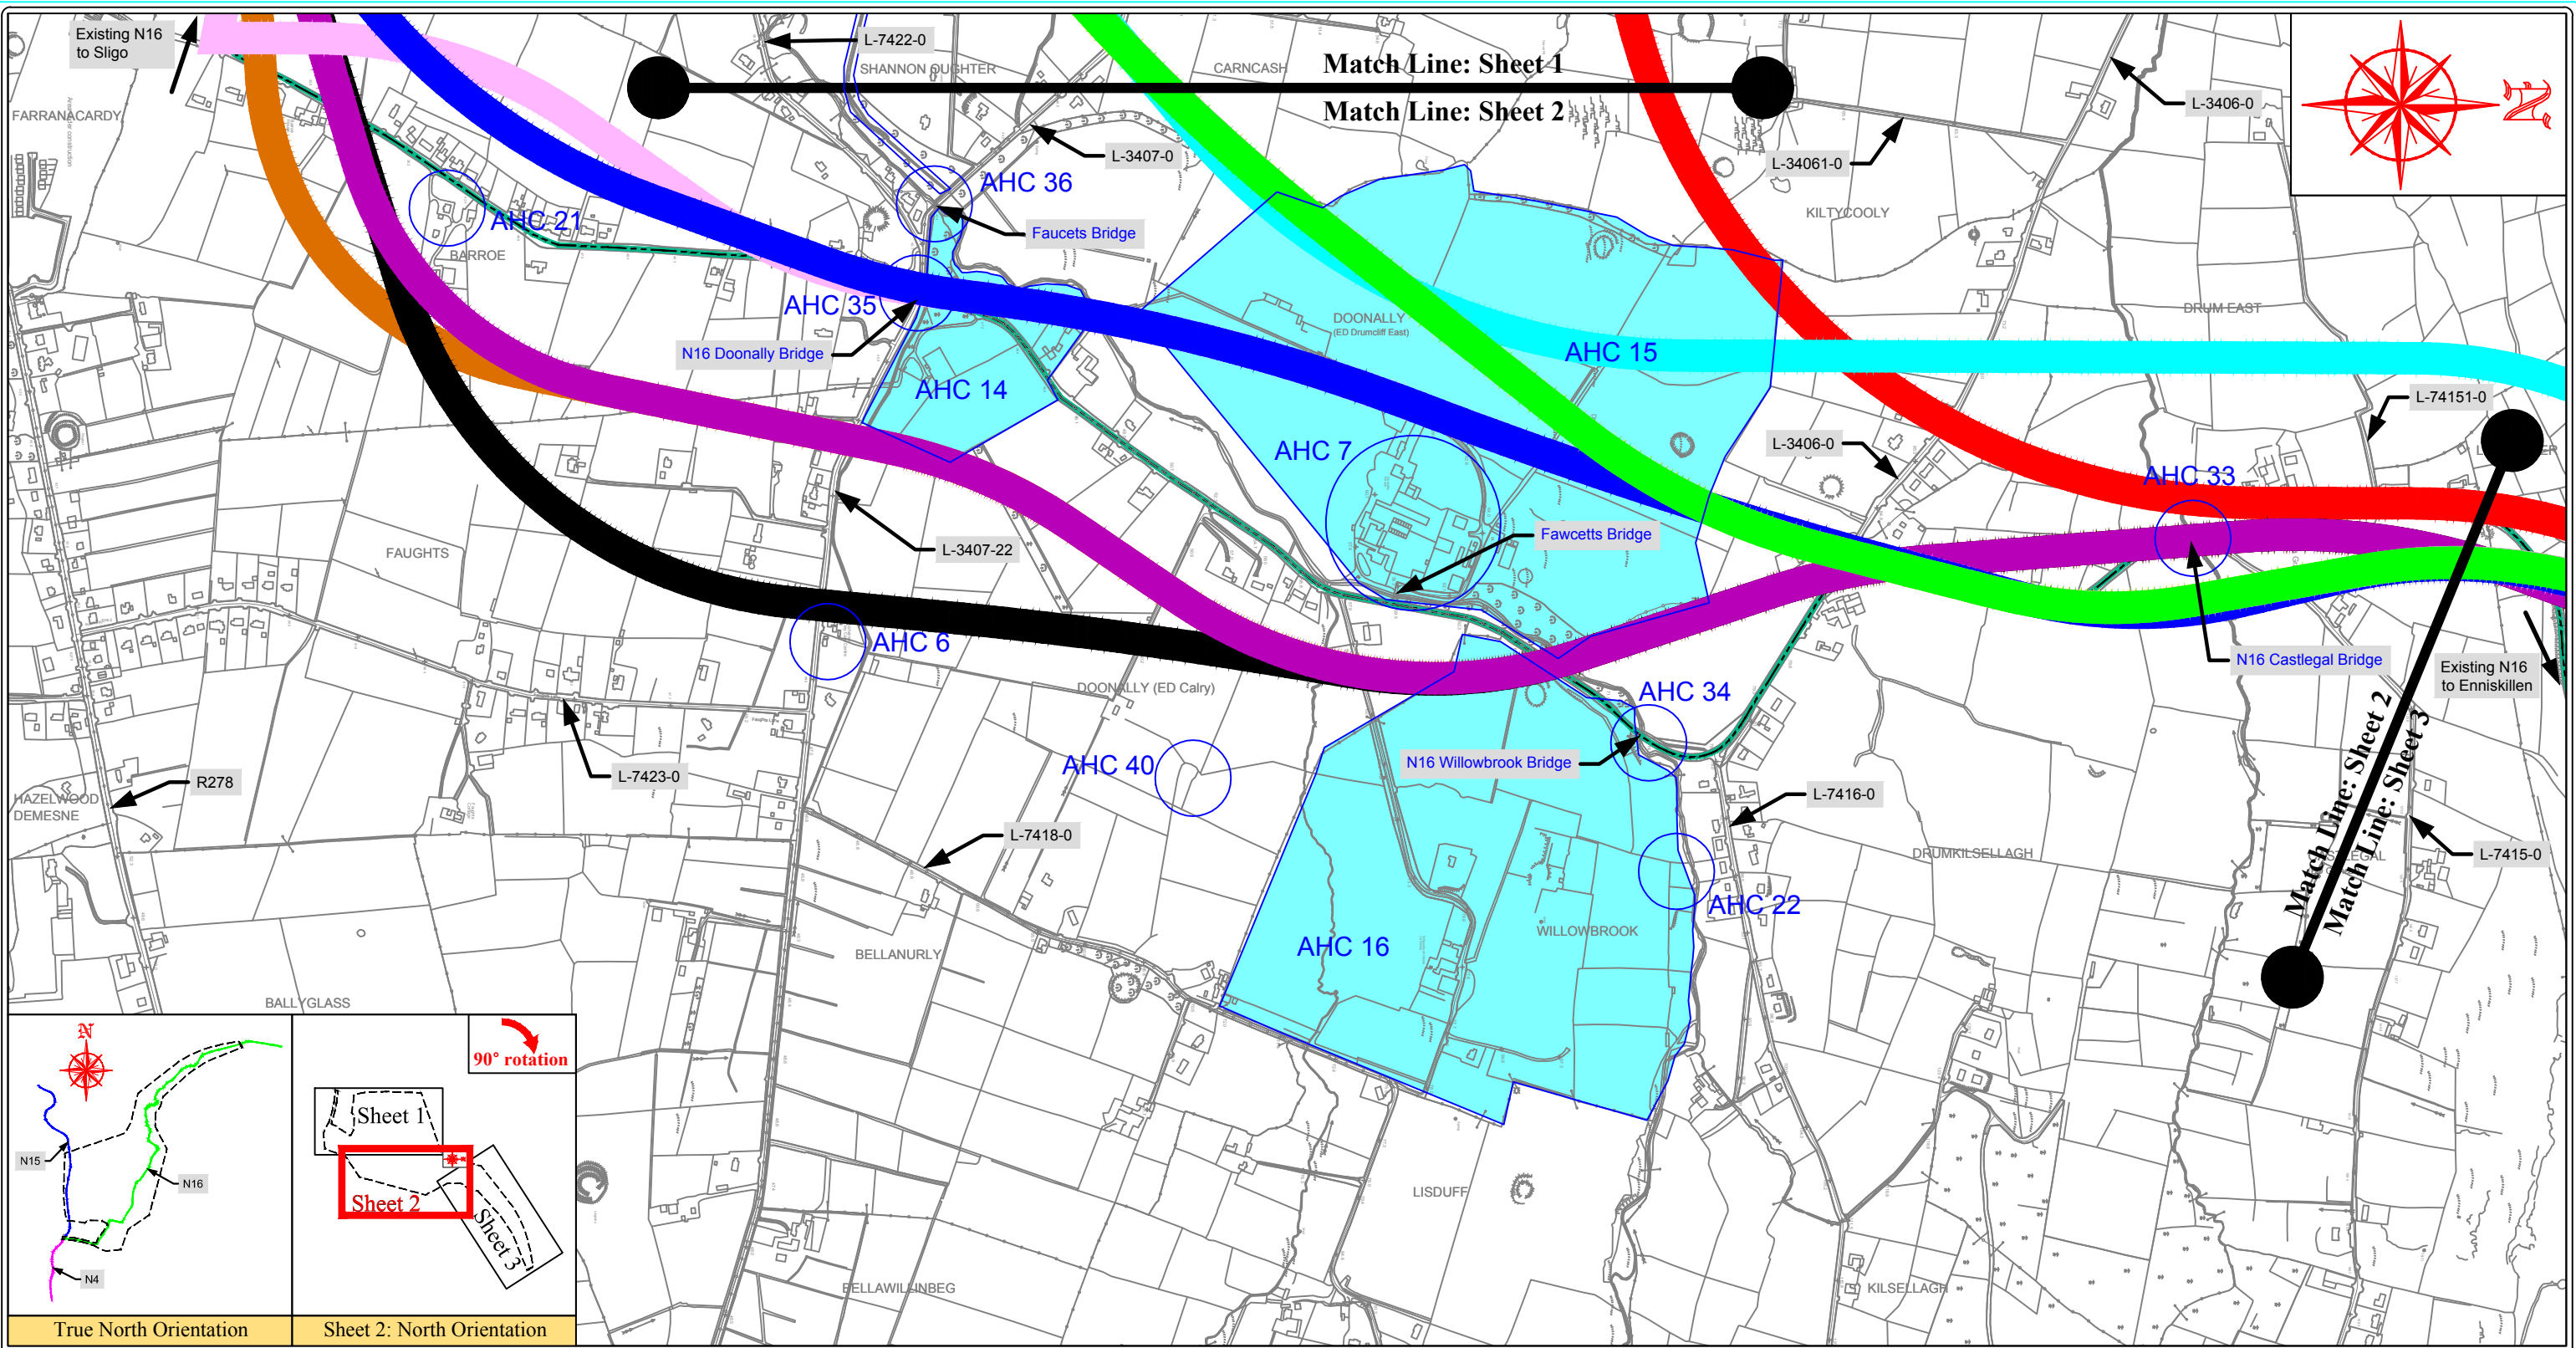 Existing N16
to Sligo
L-7422-0
SHANNON OUGHTER
CARNCASH
Match Line: Sheet 1
Match Line: Sheet 2
L-3406-0
N
FARRANACARDY
L-3407-0
L-34061-0
AHC 36
KILTYCOOLY
AHC 21
BARROE
Faucets Bridge
AHC 35
DOONALLY
(ED Drumcliff East)
DRUM EAST
N16 Doonally Bridge
AHC 15
AHC 14
L-74151-0
AHC 7
L-3406-0
AHC 33
FAUGHTS
L-3407-22
Fawcetts Bridge
AHC 6
DOONALLY (ED Calry)
AHC 34
N16 Castlegal Bridge
Existing N16
to Enniskillen
AHC 40
N16 Willowbrook Bridge
L-7423-0
R278
HAZELWOOD
DEMESNE
L-7416-0
L-7418-0
Match Line: Sheet 2
Match Line: Sheet 3
DRUMKILSELLAGH
L-7415-0
AHC 22
AHC 16
WILLOWBROOK
BELLANURLY
BALLYGLASS
LISDUFF
BELLAWILLINBEG
KILSELLAGH
N
N15
N16
N4
True North Orientation
90° rotation
Sheet 1
Sheet 2
Sheet 3
Sheet 2: North Orientation